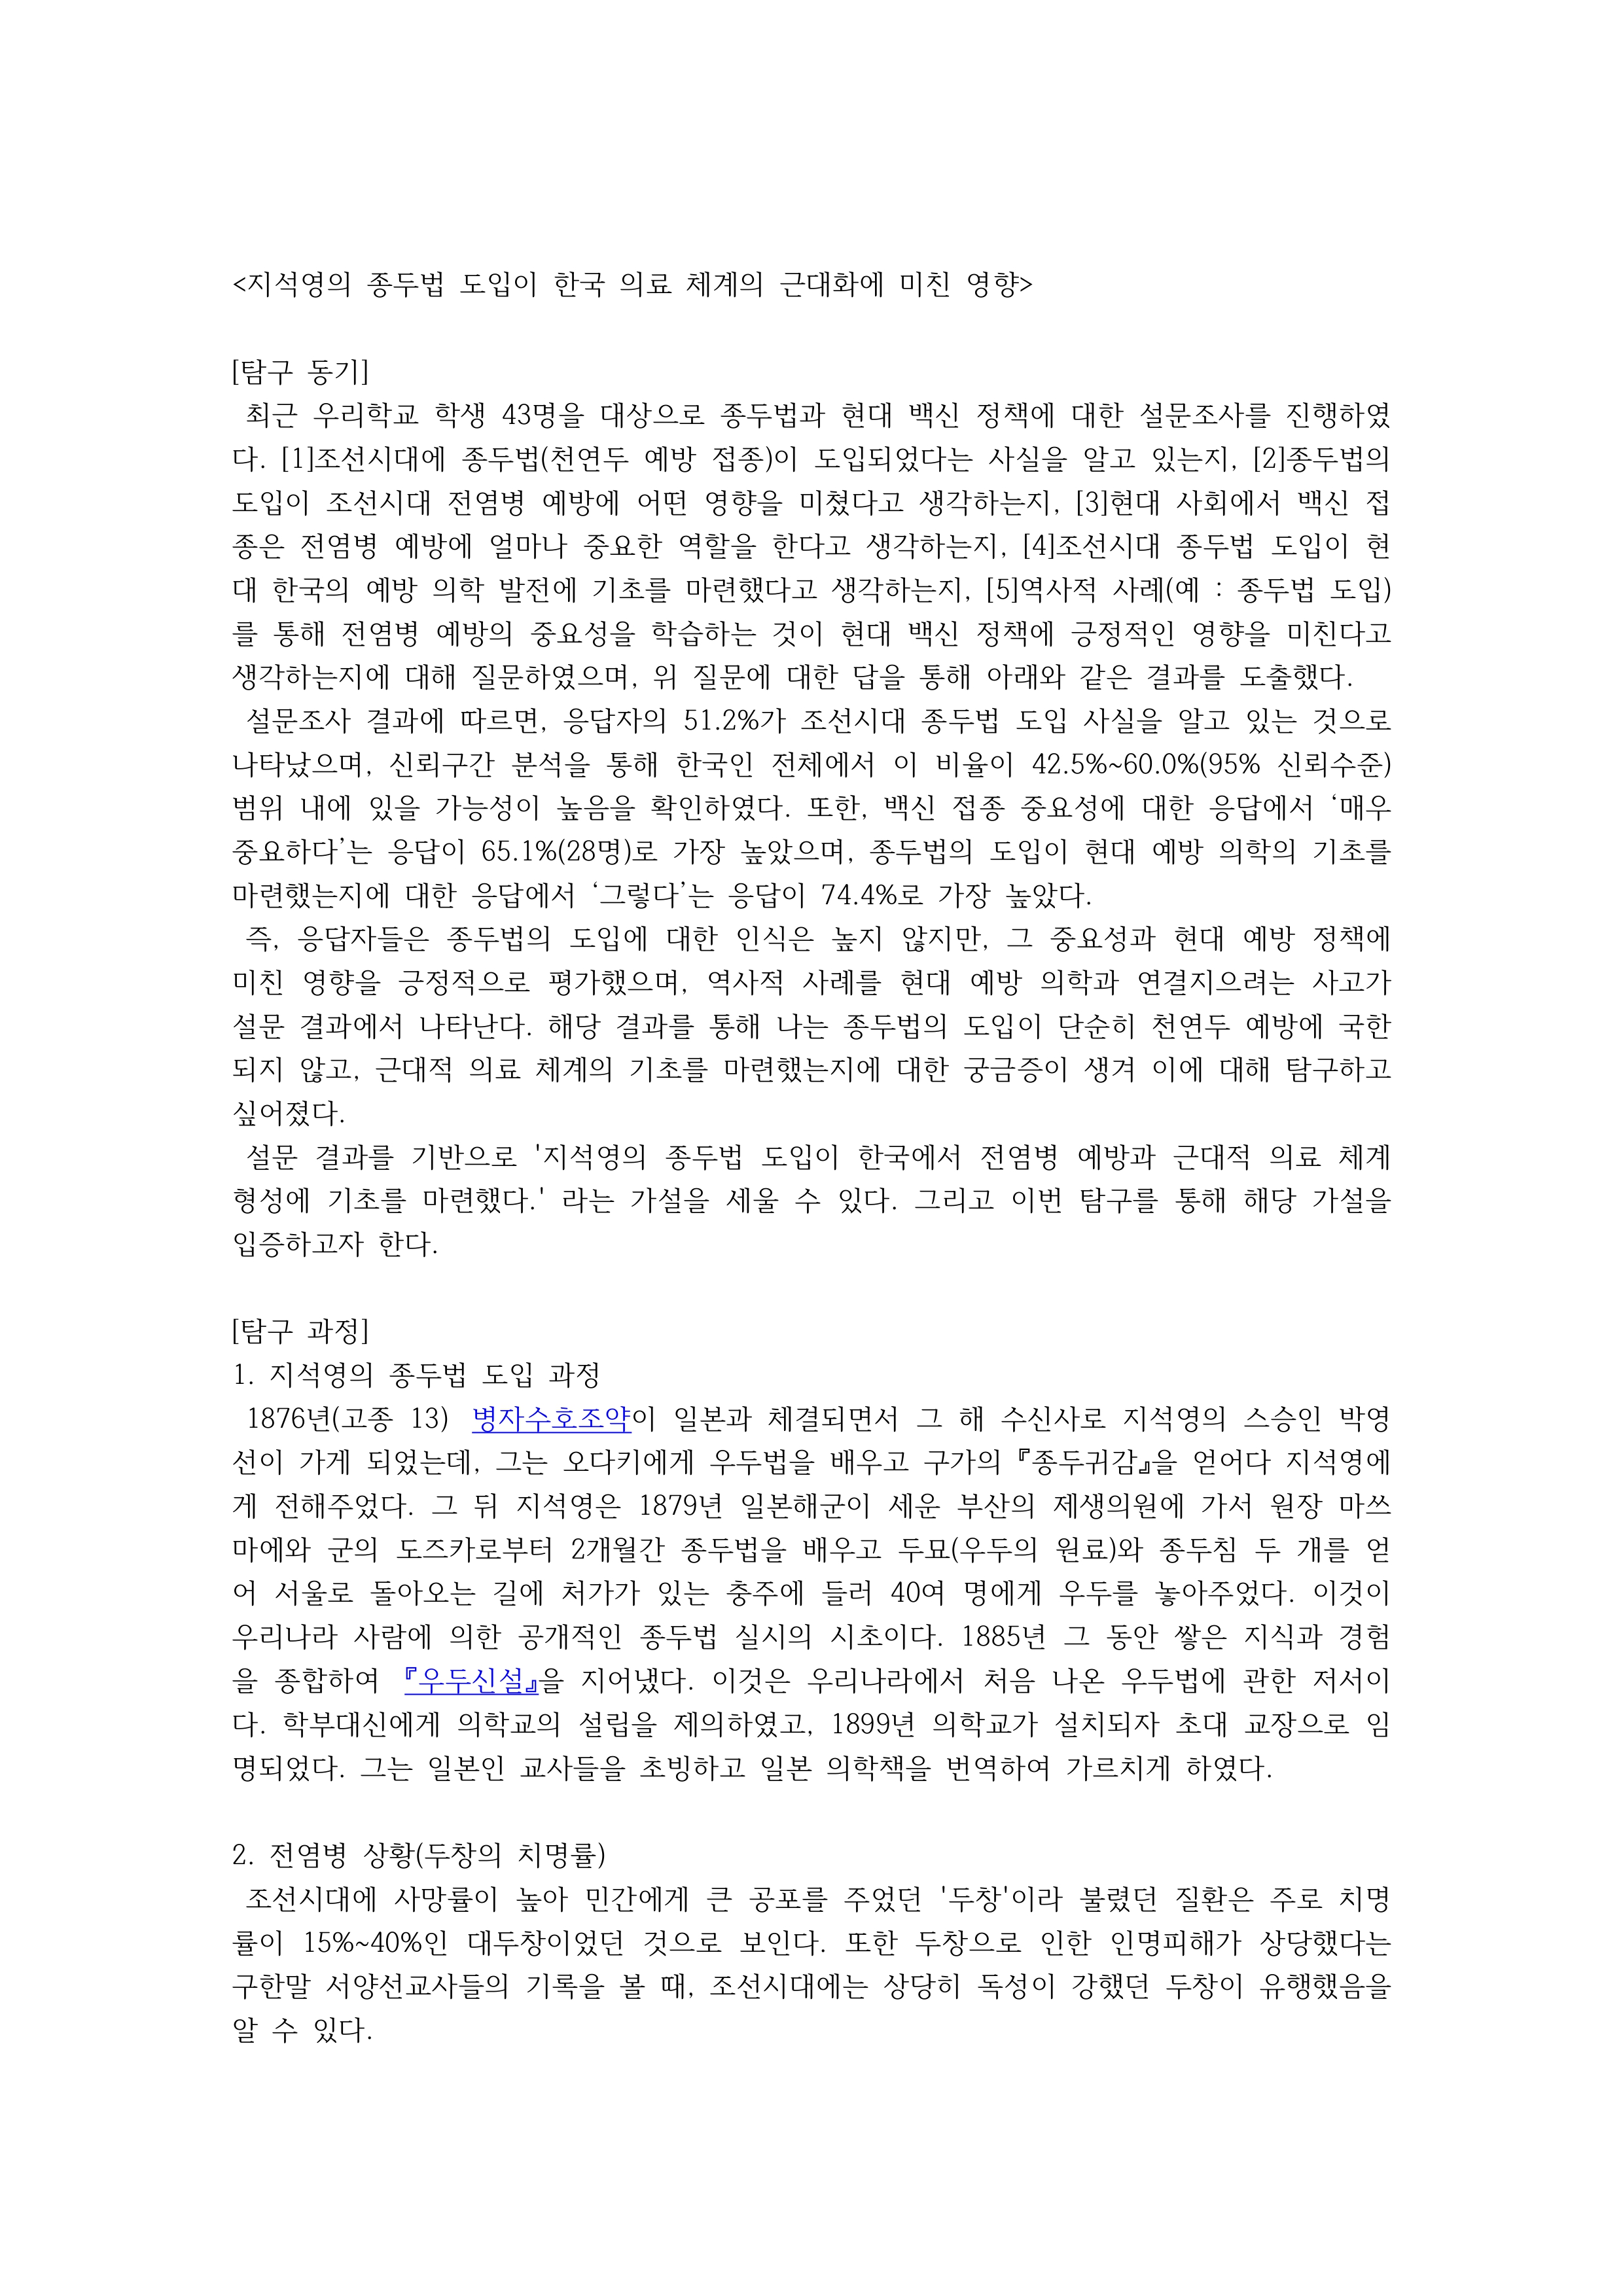 <지석영의 종두법 도입이 한국 의료 체계의 근대화에 미친 영향>
[탐구 동기]
최근 우리학교 학생 43명을 대상으로 종두법과 현대 백신 정책에 대한 설문조사를 진행하였
다. [1]조선시대에 종두법(천연두 예방 접종)이 도입되었다는 사실을 알고 있는지, [2]종두법의
도입이 조선시대 전염병 예방에 어떤 영향을 미쳤다고 생각하는지, [3]현대 사회에서 백신 접
종은 전염병 예방에 얼마나 중요한 역할을 한다고 생각하는지, [4]조선시대 종두법 도입이 현
대 한국의 예방 의학 발전에 기초를 마련했다고 생각하는지, [5]역사적 사례(예 : 종두법 도입)
를 통해 전염병 예방의 중요성을 학습하는 것이 현대 백신 정책에 긍정적인 영향을 미친다고
생각하는지에 대해 질문하였으며, 위 질문에 대한 답을 통해 아래와 같은 결과를 도출했다.
설문조사 결과에 따르면, 응답자의 51.2%가 조선시대 종두법 도입 사실을 알고 있는 것으로
나타났으며, 신뢰구간 분석을 통해 한국인 전체에서 이 비율이 42.5%~60.0%(95% 신뢰수준)
범위 내에 있을 가능성이 높음을 확인하였다. 또한, 백신 접종 중요성에 대한 응답에서 ‘매우
중요하다’는 응답이 65.1%(28명)로 가장 높았으며, 종두법의 도입이 현대 예방 의학의 기초를
마련했는지에 대한 응답에서 ‘그렇다’는 응답이 74.4%로 가장 높았다.
즉, 응답자들은 종두법의 도입에 대한 인식은 높지 않지만, 그 중요성과 현대 예방 정책에
미친 영향을 긍정적으로 평가했으며, 역사적 사례를 현대 예방 의학과 연결지으려는 사고가
설문 결과에서 나타난다. 해당 결과를 통해 나는 종두법의 도입이 단순히 천연두 예방에 국한
되지 않고, 근대적 의료 체계의 기초를 마련했는지에 대한 궁금증이 생겨 이에 대해 탐구하고
싶어졌다.
설문 결과를 기반으로 '지석영의 종두법 도입이 한국에서 전염병 예방과 근대적 의료 체계
형성에 기초를 마련했다.' 라는 가설을 세울 수 있다. 그리고 이번 탐구를 통해 해당 가설을
입증하고자 한다.
[탐구 과정]
1. 지석영의 종두법 도입 과정
1876년(고종 13) 병자수호조약이 일본과 체결되면서 그 해 수신사로 지석영의 스승인 박영
선이 가게 되었는데, 그는 오다키에게 우두법을 배우고 구가의 『종두귀감』을 얻어다 지석영에
게 전해주었다. 그 뒤 지석영은 1879년 일본해군이 세운 부산의 제생의원에 가서 원장 마쓰
마에와 군의 도즈카로부터 2개월간 종두법을 배우고 두묘(우두의 원료)와 종두침 두 개를 얻
어 서울로 돌아오는 길에 처가가 있는 충주에 들러 40여 명에게 우두를 놓아주었다. 이것이
우리나라 사람에 의한 공개적인 종두법 실시의 시초이다. 1885년 그 동안 쌓은 지식과 경험
을 종합하여 『우두신설』을 지어냈다. 이것은 우리나라에서 처음 나온 우두법에 관한 저서이
다. 학부대신에게 의학교의 설립을 제의하였고, 1899년 의학교가 설치되자 초대 교장으로 임
명되었다. 그는 일본인 교사들을 초빙하고 일본 의학책을 번역하여 가르치게 하였다.
2. 전염병 상황(두창의 치명률)
조선시대에 사망률이 높아 민간에게 큰 공포를 주었던 '두창'이라 불렸던 질환은 주로 치명
률이 15%~40%인 대두창이었던 것으로 보인다. 또한 두창으로 인한 인명피해가 상당했다는
구한말 서양선교사들의 기록을 볼 때, 조선시대에는 상당히 독성이 강했던 두창이 유행했음을
알 수 있다.